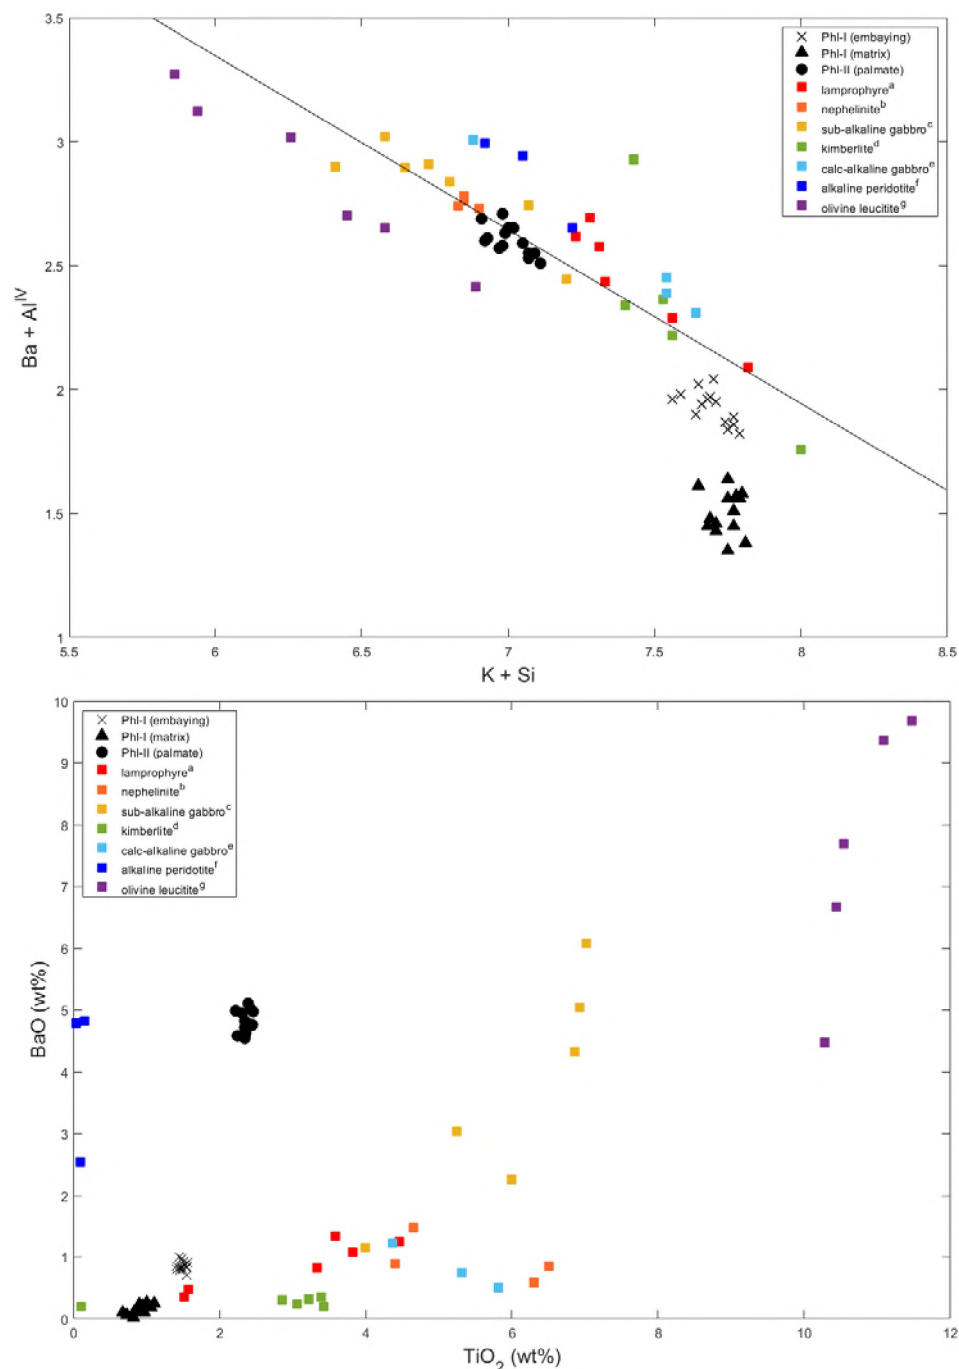 3.5
3
2.5
2
1.5
1
Ba + Al^IV
5.5 6 6.5 7 7.5 8 8.5
K + Si
Phl-I (embaying)
Phl-I (matrix)
Phl-II (palmate)
lamprophyre^a
nephelinite^b
sub-alkaline gabbro^c
kimberlite^d
calc-alkaline gabbro^e
alkaline peridotite^f
olivine leucitite^g
10
9
8
7
6
5
4
3
2
1
0
BaO (wt%)
Phl-I (embaying)
Phl-I (matrix)
Phl-II (palmate)
lamprophyre^a
nephelinite^b
sub-alkaline gabbro^c
kimberlite^d
calc-alkaline gabbro^e
alkaline peridotite^f
olivine leucitite^g
0 2 4 6 8 10 12
TiO₂ (wt%)